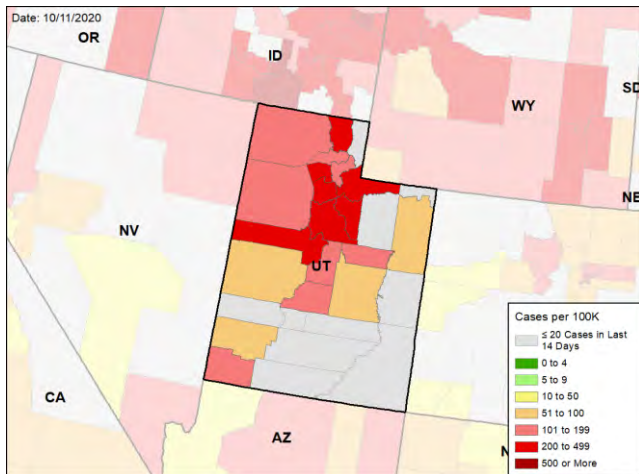 Date: 10/11/2020
OR
ID
SD
WY
NE
NV
UT
CA
AZ
N
Cases per 100K
≤ 20 Cases in Last
14 Days
0 to 4
5 to 9
10 to 50
51 to 100
101 to 199
200 to 499
500 or More